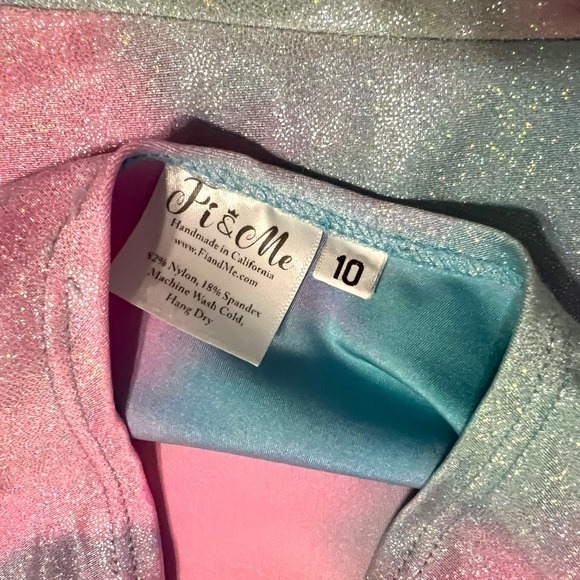 Fi & Me
Handmade in California
www.FiandMe.com
82% Nylon, 18% Spandex
Machine Wash Cold,
Hang Dry
10